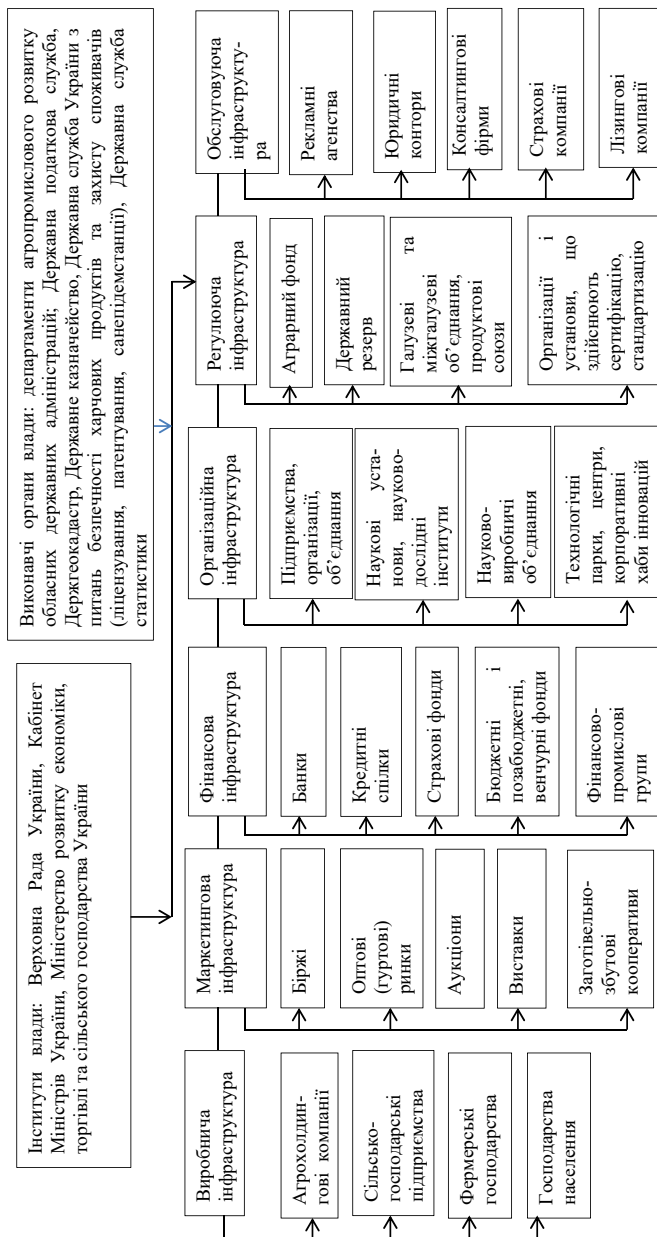 Інститути влади: Верховна Рада України, Кабінет
Міністрів України, Міністерство розвитку економіки,
торгівлі та сільського господарства України
Виконавчі органи влади: департаменти агропромислового розвитку
обласних державних адміністрацій; Державна податкова служба,
Держгеокадастр, Державне казначейство, Державна служба України з
питань безпечності харчових продуктів та захисту споживачів
(ліцензування, патентування, санепідемстанції), Державна служба
статистики
Виробнича
інфраструктура
Агрохолдин-
гові компанії
Сільсько-
господарські
підприємства
Фермерські
господарства
Господарства
населення
Маркетингова
інфраструктура
Біржі
Оптові
(гуртові)
ринки
Аукціони
Виставки
Заготівельно-
збутові
кооперативи
Фінансова
інфраструктура
Банки
Кредитні
спілки
Страхові фонди
Бюджетні і
позабюджетні,
венчурні фонди
Фінансово-
промислові
групи
Організаційна
інфраструктура
Підприємства,
організації,
об’єднання
Наукові уста-
нови, науково-
дослідні
інститути
Науково-
виробничі
об’єднання
Технологічні
парки, центри,
корпоративні
хаби інновацій
Регулююча
інфраструктура
Аграрний фонд
Державний
резерв
Галузеві та
міжгалузеві
об’єднання,
продуктові
союзи
Організації і
установи, що
здійснюють
сертифікацію,
стандартизацію
Обслуговуюча
інфраструкту-
ра
Рекламні
агенства
Юридичні
контори
Консалтингові
фірми
Страхові
компанії
Лізингові
компанії